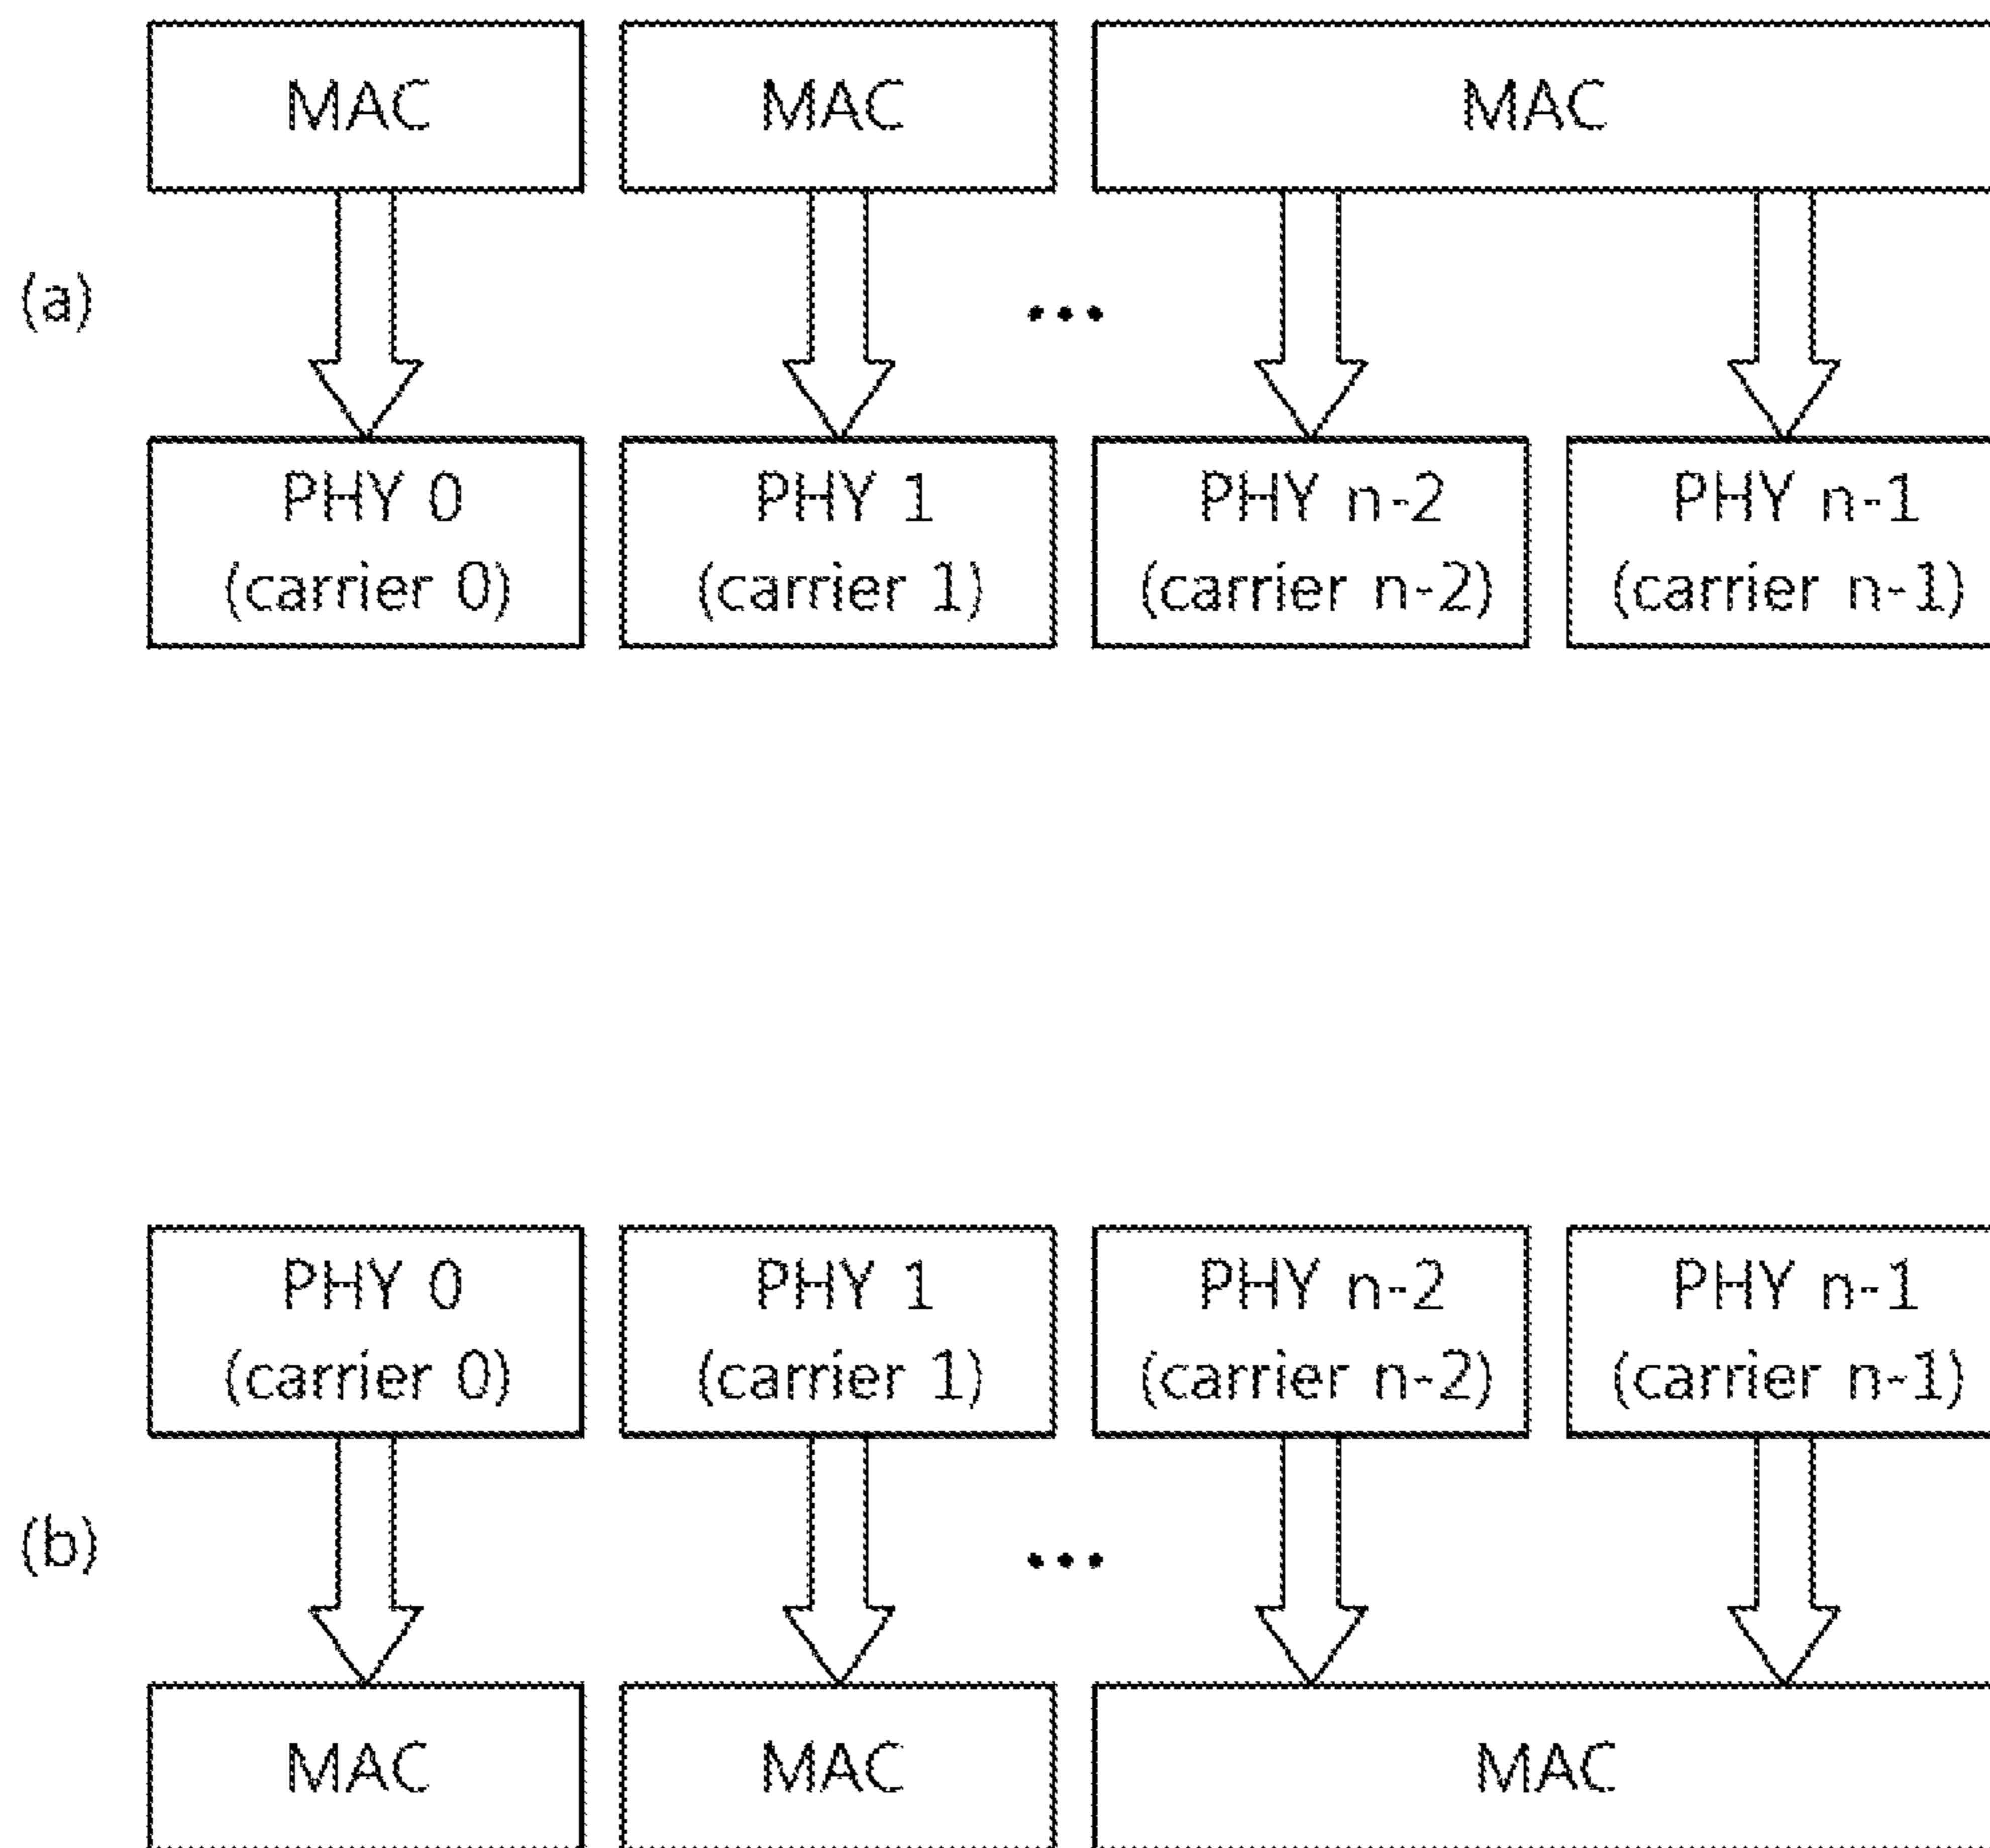 MAC MAC MAC
(a)
...
PHY 0 PHY 1 PHY n-2 PHY n-1
(carrier 0) (carrier 1) (carrier n-2) (carrier n-1)
PHY 0 PHY 1 PHY n-2 PHY n-1
(carrier 0) (carrier 1) (carrier n-2) (carrier n-1)
(b)
...
MAC MAC MAC